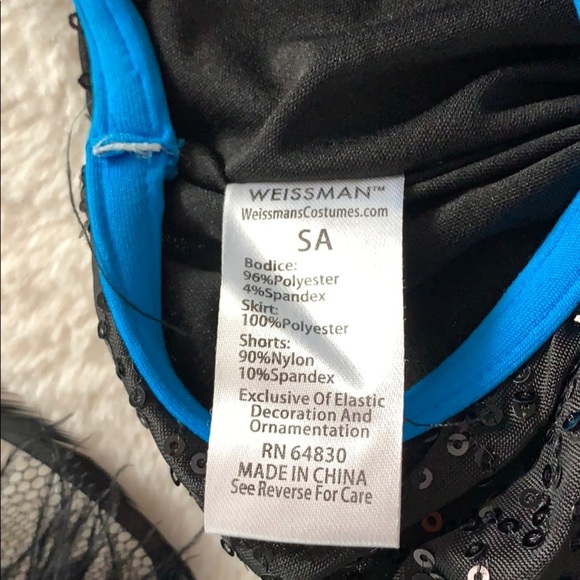 WEISSMAN™
WeissmansCostumes.com
SA
Bodice:
96%Polyester
4%Spandex
Skirt:
100%Polyester
Shorts:
90%Nylon
10%Spandex
Exclusive Of Elastic
Decoration And
Ornamentation
RN 64830
MADE IN CHINA
See Reverse For Care